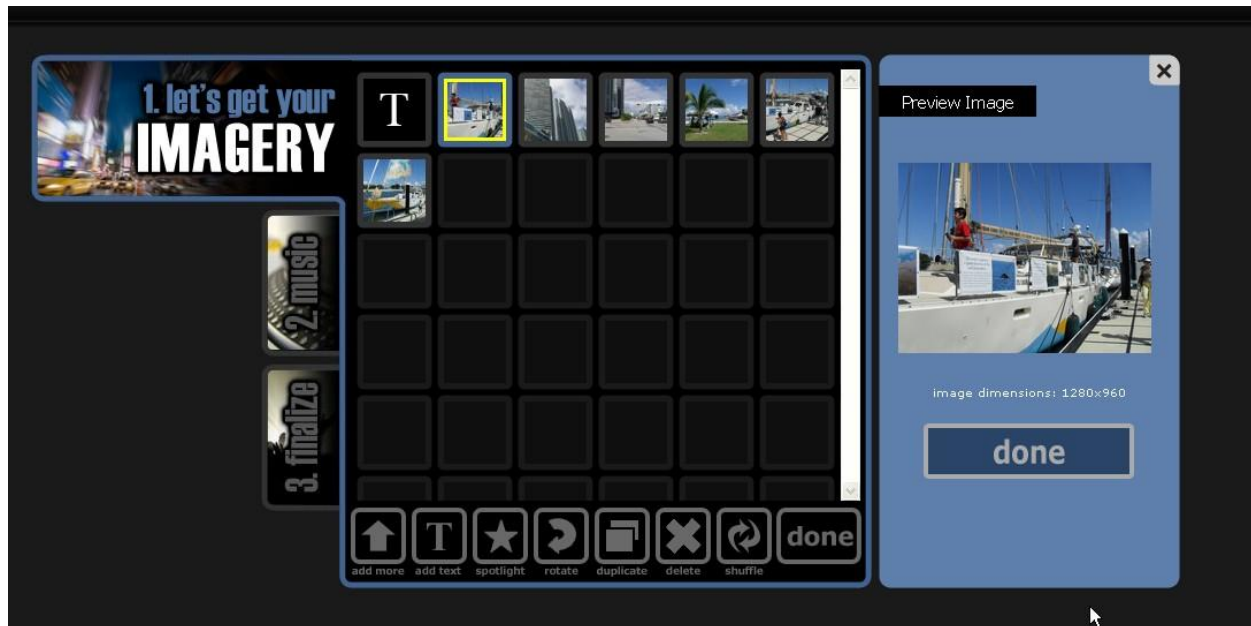 1. let's get your
IMAGERY
T
2. music
3. finalize
T
done
add more add text spotlight rotate duplicate delete shuffle
Preview Image
image dimensions: 1280x960
done